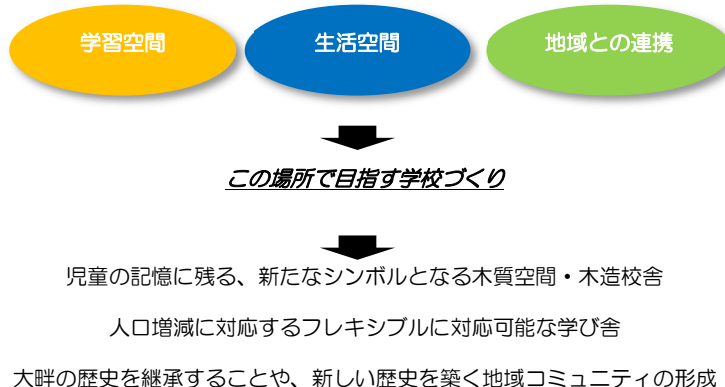 学習空間
生活空間
地域との連携
この場所で目指す学校づくり
児童の記憶に残る、新たなシンボルとなる木質空間・木造校舎
人口増減に対応するフレキシブルに対応可能な学び舎
大畔の歴史を継承することや、新しい歴史を築く地域コミュニティの形成